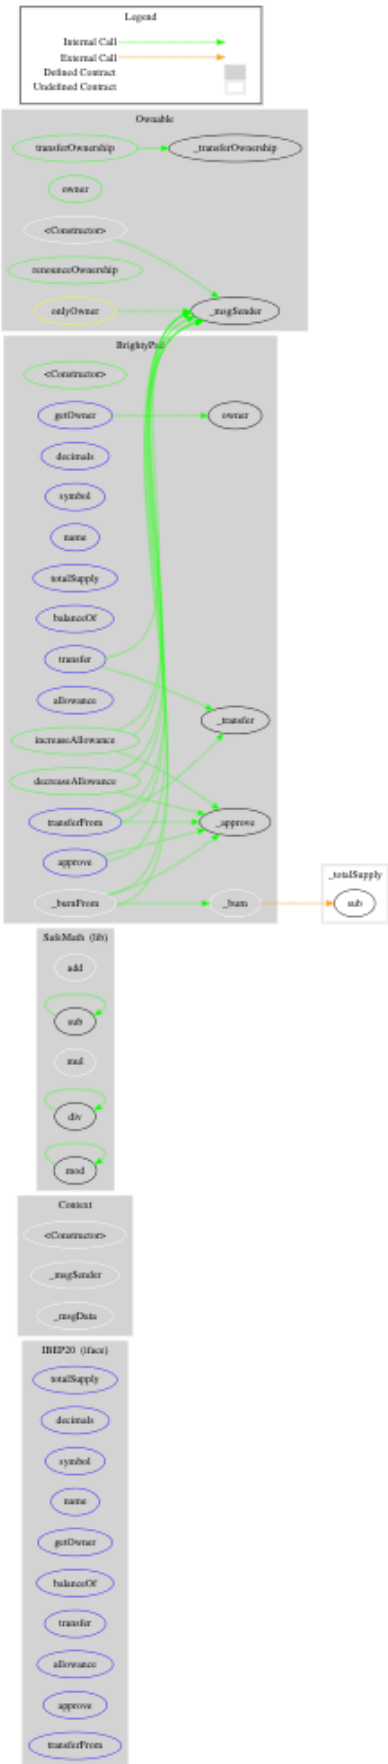 Legend
Internal Call
External Call
Defined Contract
Undefined Contract
Ownable
transferOwnership
_transferOwnership
owner
<Constructor>
renounceOwnership
onlyOwner
_msgSender
BrightyPad
<Constructor>
getOwner
owner
decimals
symbol
name
totalSupply
balanceOf
transfer
allowance
_transfer
increaseAllowance
decreaseAllowance
transferFrom
_approve
approve
_burnFrom
_burn
_totalSupply
sub
SafeMath (lib)
add
sub
mul
div
mod
Context
<Constructor>
_msgSender
_msgData
IBEP20 (iface)
totalSupply
decimals
symbol
name
getOwner
balanceOf
transfer
allowance
approve
transferFrom